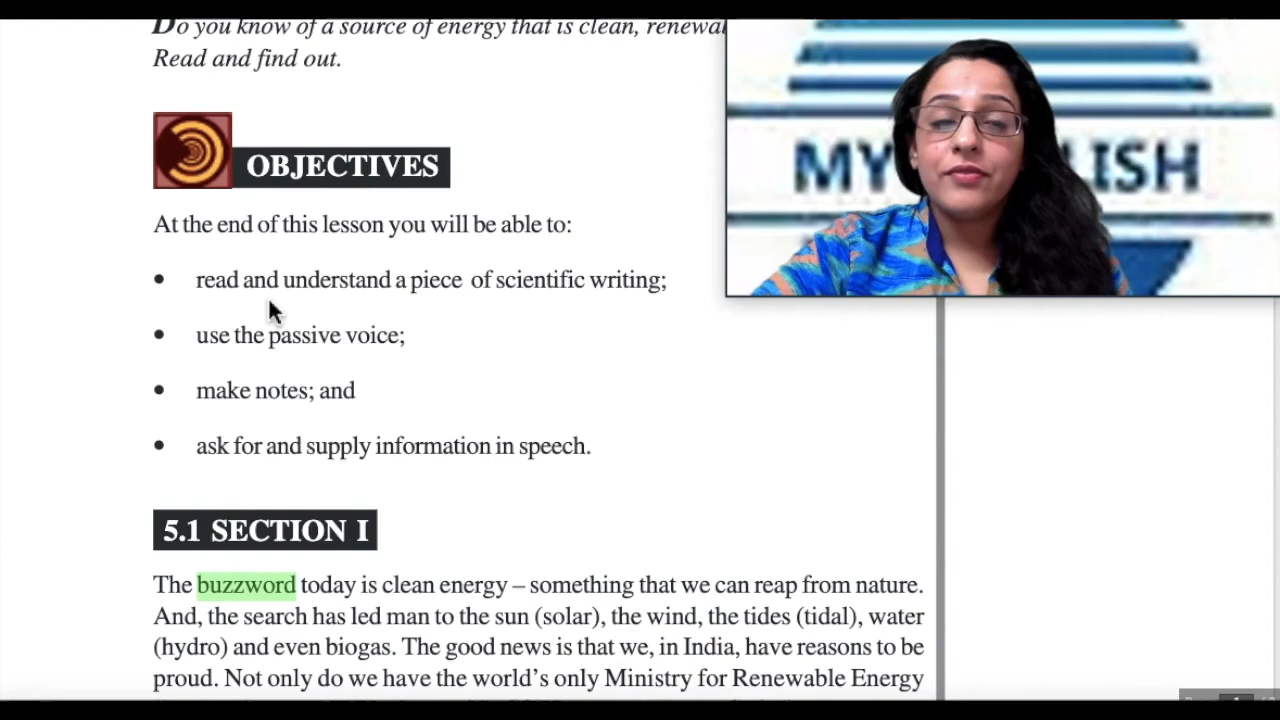 Do you know of a source of energy that is clean,
Read and find out.
MY
ISH
OBJECTIVES
At the end of this lesson you will be able to:
• read and understand a piece of scientific writing;
• use the passive voice;
• make notes; and
• ask for and supply information in speech.
5.1 SECTION I
The buzzword today is clean energy – something that we can reap from nature.
And, the search has led man to the sun (solar), the wind, the tides (tidal), water
(hydro) and even biogas. The good news is that we, in India, have reasons to be
proud. Not only do we have the world's only Ministry for Renewable Energy